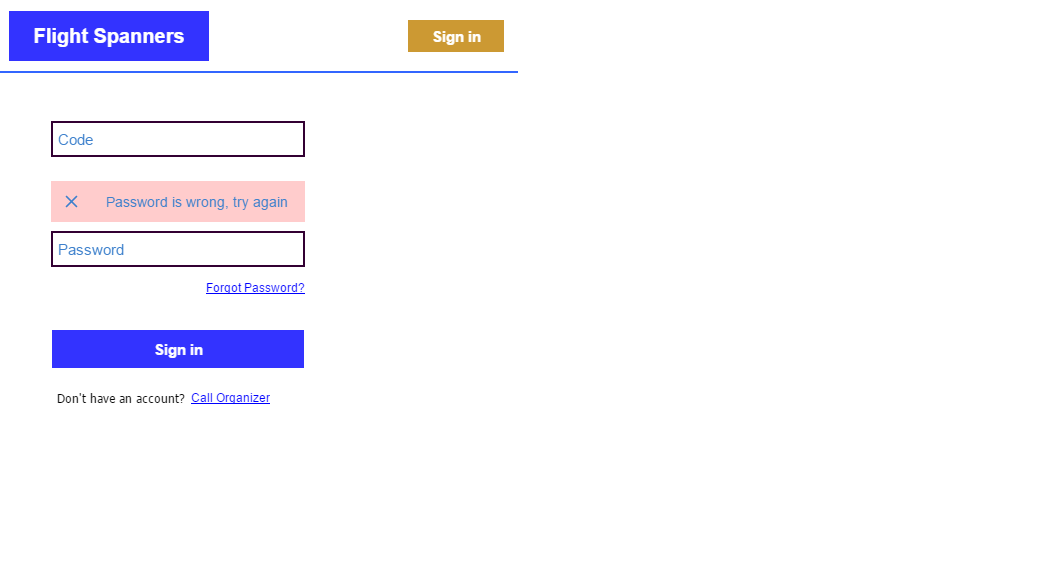 Flight Spanners
Sign in
Code
Password is wrong, try again
Password
Forgot Password?
Sign in
Don't have an account? Call Organizer